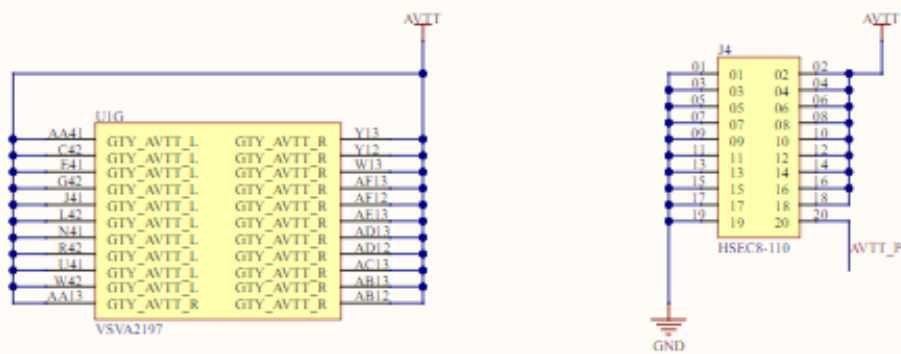 AVTT
AVTT
U1G
AA41 GTY_AVTT_L GTY_AVTT_R Y13
C42 GTY_AVTT_L GTY_AVTT_R Y12
E41 GTY_AVTT_L GTY_AVTT_R W13
G42 GTY_AVTT_L GTY_AVTT_R AF13
J41 GTY_AVTT_L GTY_AVTT_R AF12
L42 GTY_AVTT_L GTY_AVTT_R AE13
N41 GTY_AVTT_L GTY_AVTT_R AD13
R42 GTY_AVTT_L GTY_AVTT_R AD12
U41 GTY_AVTT_L GTY_AVTT_R AC13
W42 GTY_AVTT_L GTY_AVTT_R AB13
AA13 GTY_AVTT_R GTY_AVTT_R AB12
VSVA2197
J4
01 01 02 02
03 03 04 04
05 05 06 06
07 07 08 08
09 09 10 10
11 11 12 12
13 13 14 14
15 15 16 16
17 17 18 18
19 19 20 20
HSEC8-110
AVTT_P
GND